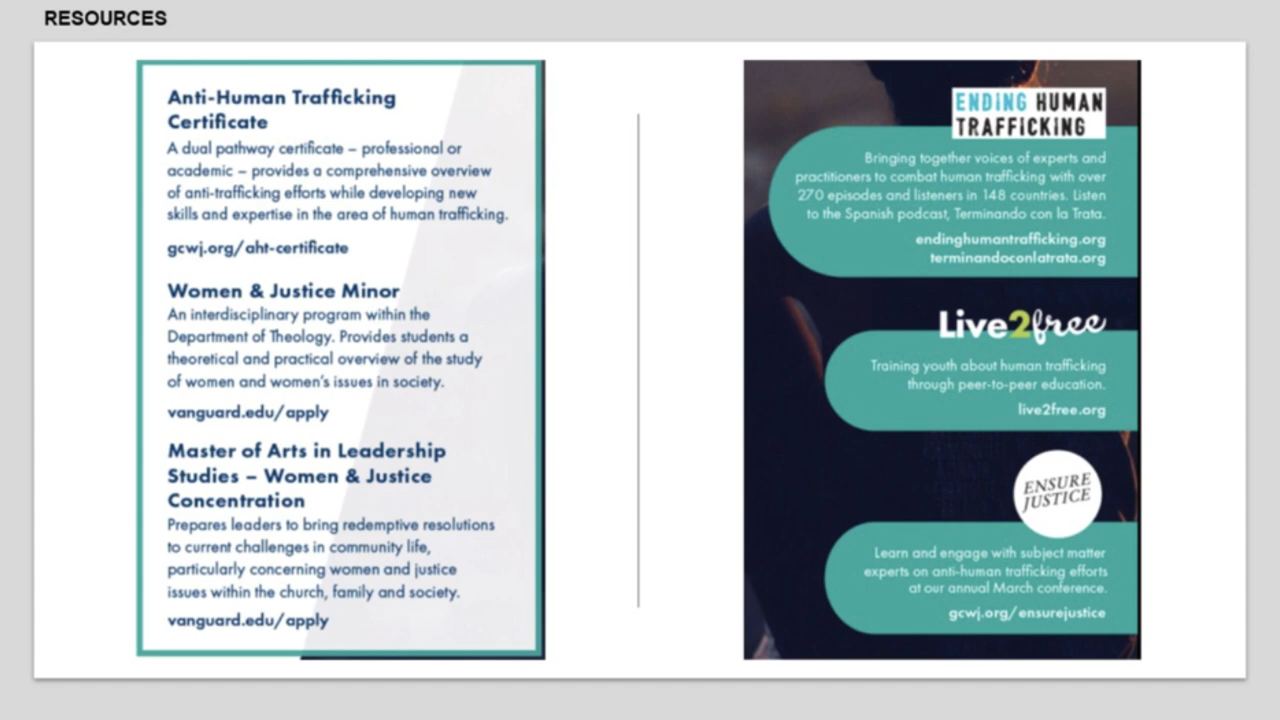 RESOURCES
Anti-Human Trafficking
Certificate
A dual pathway certificate – professional or
academic – provides a comprehensive overview
of anti-trafficking efforts while developing new
skills and expertise in the area of human trafficking.
gcwj.org/aht-certificate
Women & Justice Minor
An interdisciplinary program within the
Department of Theology. Provides students a
theoretical and practical overview of the study
of women and women's issues in society.
vanguard.edu/apply
Master of Arts in Leadership
Studies – Women & Justice
Concentration
Prepares leaders to bring redemptive resolutions
to current challenges in community life,
particularly concerning women and justice
issues within the church, family and society.
vanguard.edu/apply
ENDING HUMAN
TRAFFICKING
Bringing together voices of experts and
practitioners to combat human trafficking with over
270 episodes and listeners in 148 countries. Listen
to the Spanish podcast, Terminando con la Trata.
endinghumantrafficking.org
terminandoconlatrata.org
Live2free
Training youth about human trafficking
through peer-to-peer education.
live2free.org
ENSURE
JUSTICE
Learn and engage with subject matter
experts on anti-human trafficking efforts
at our annual March conference.
gcwj.org/ensurejustice